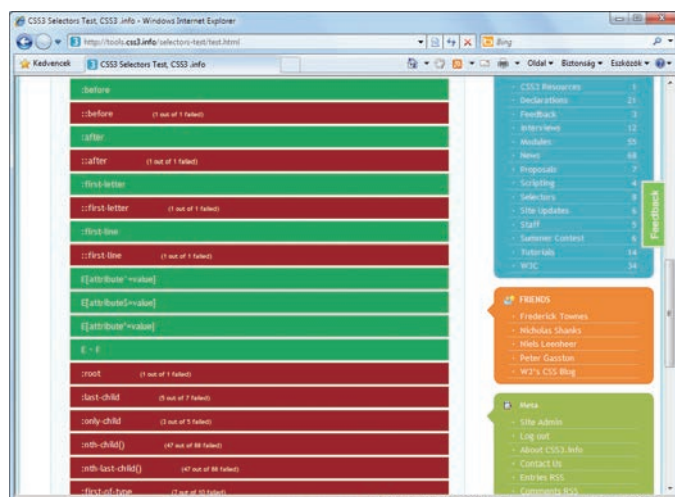 CSS3 Selectors Test, CSS3 .info - Windows Internet Explorer
http://tools.css3.info/selectors-test/test.html
Bing
Kedvencek
CSS3 Selectors Test, CSS3 .info
Oldal
Biztonság
Eszközök
:before
::before (1 out of 1 failed)
:after
::after (1 out of 1 failed)
:first-letter
::first-letter (1 out of 1 failed)
:first-line
::first-line (1 out of 1 failed)
E[attribute^=value]
E[attribute$=value]
E[attribute*=value]
E ~ F
:root (1 out of 1 failed)
:last-child (5 out of 7 failed)
:only-child (3 out of 5 failed)
:nth-child() (47 out of 88 failed)
:nth-last-child() (47 out of 88 failed)
:first-of-type (7 out of 10 failed)
CSS3 Resources 1
Declarations 21
Feedback 3
Interviews 12
Modules 55
News 68
Proposals 7
Scripting 4
Selectors 8
Site Updates 6
Staff 5
Summer Contest 6
Tutorials 14
W3C 34
Feedback
FRIENDS
Frederick Townes
Nicholas Shanks
Niels Leenheer
Peter Gasston
W3's CSS Blog
Meta
Site Admin
Log out
About CSS3.Info
Contact Us
Entries RSS
Comments RSS